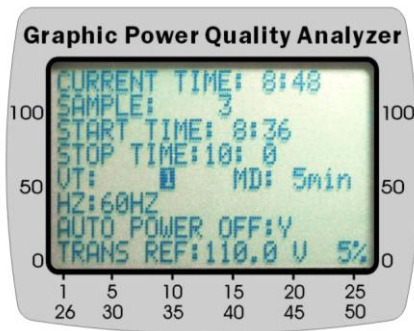 Graphic Power Quality Analyzer
CURRENT TIME: 8:48
SAMPLE: 3
START TIME: 8:36
STOP TIME:10: 0
VT: 1 MD: 5min
HZ:60HZ
AUTO POWER OFF:Y
TRANS REF:110.0 V 5%
100 100
50 50
0 0
1 5 10 15 20 25
26 30 35 40 45 50